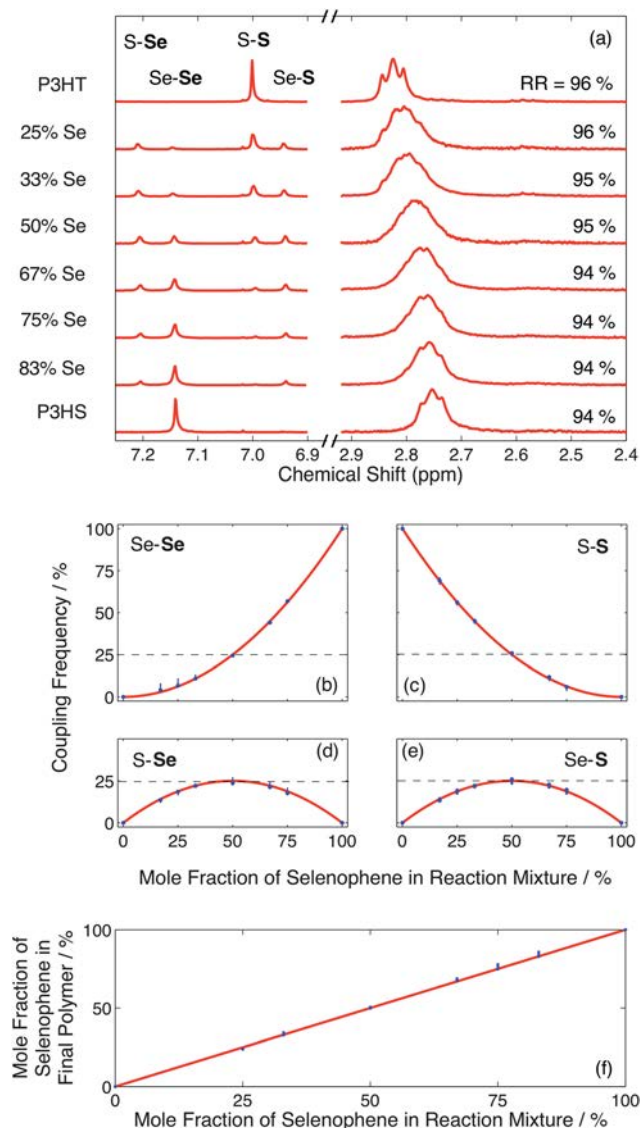 S-Se S-S (a)
Se-Se Se-S
P3HT RR = 96 %
25% Se 96 %
33% Se 95 %
50% Se 95 %
67% Se 94 %
75% Se 94 %
83% Se 94 %
P3HS 94 %
7.2 7.1 7.0 6.9 2.9 2.8 2.7 2.6 2.5 2.4
Chemical Shift (ppm)
Coupling Frequency / %
100
75
50
25
0
Se-Se
(b)
S-S
(c)
25
0
S-Se
(d)
Se-S
(e)
0 25 50 75 100 0 25 50 75 100
Mole Fraction of Selenophene in Reaction Mixture / %
Mole Fraction of
Selenophene in
Final Polymer / %
100
50
0
(f)
0 25 50 75 100
Mole Fraction of Selenophene in Reaction Mixture / %